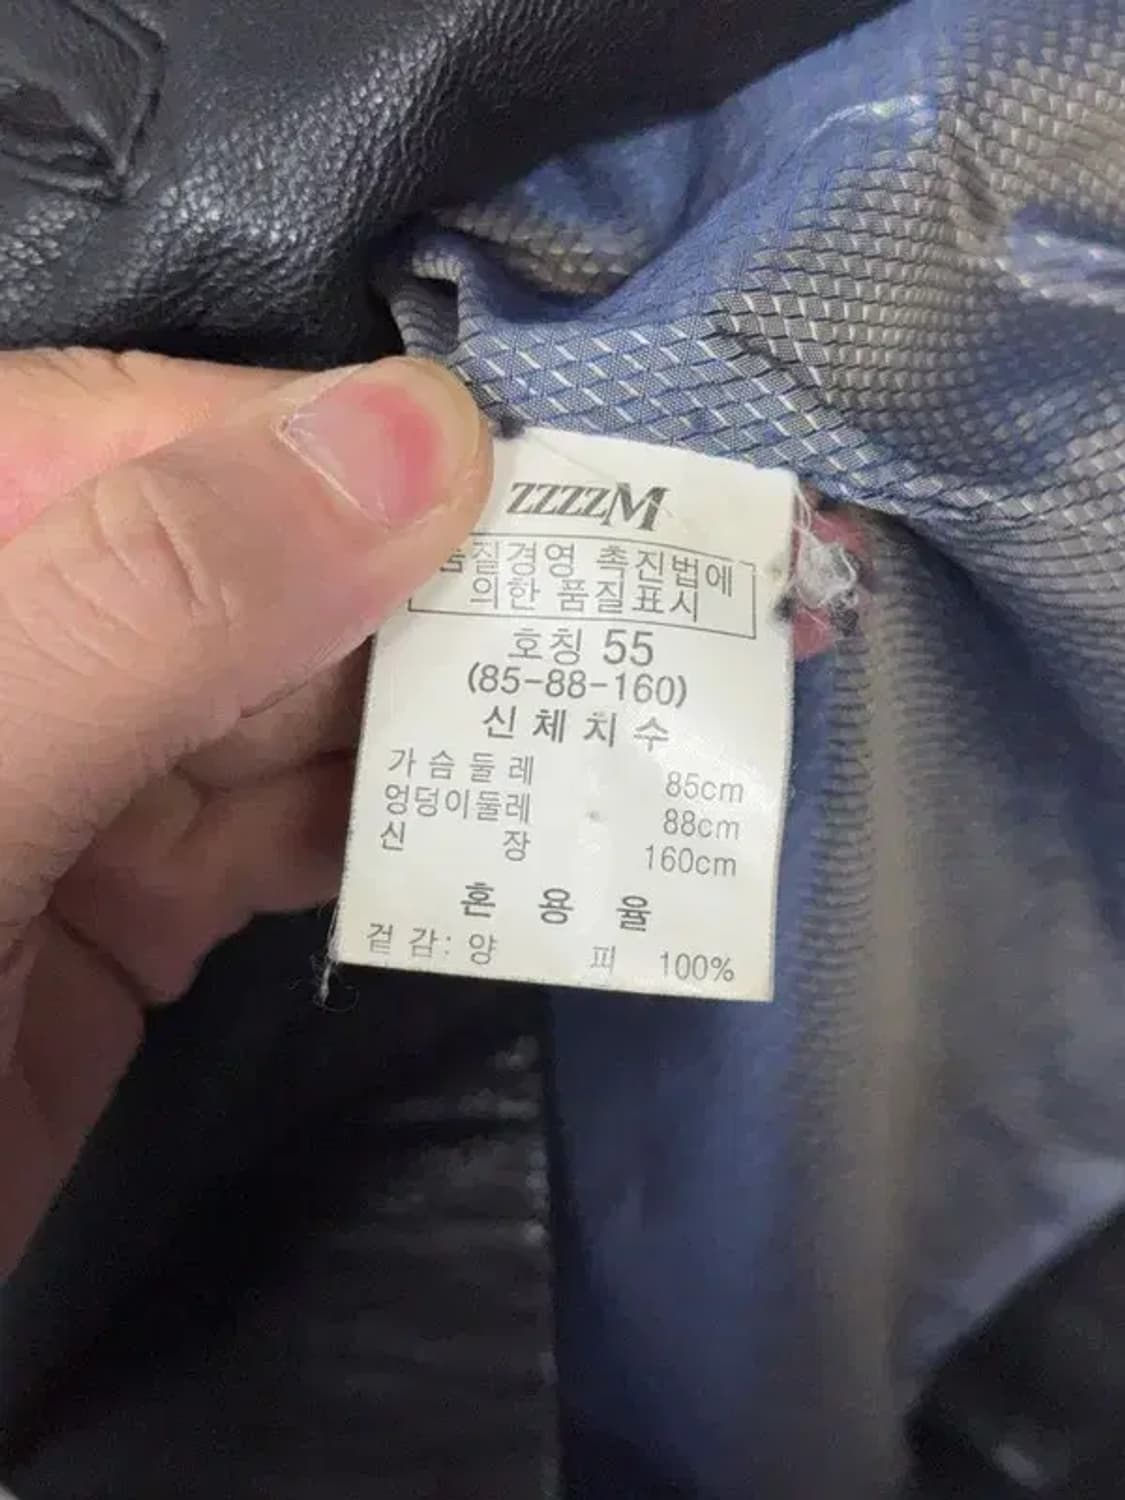 ZZZZM
품질경영 촉진법에
의한 품질표시
호칭 55
(85-88-160)
신체치수
가슴둘레 85cm
엉덩이둘레 88cm
신장 160cm
혼용율
겉감: 양피 100%